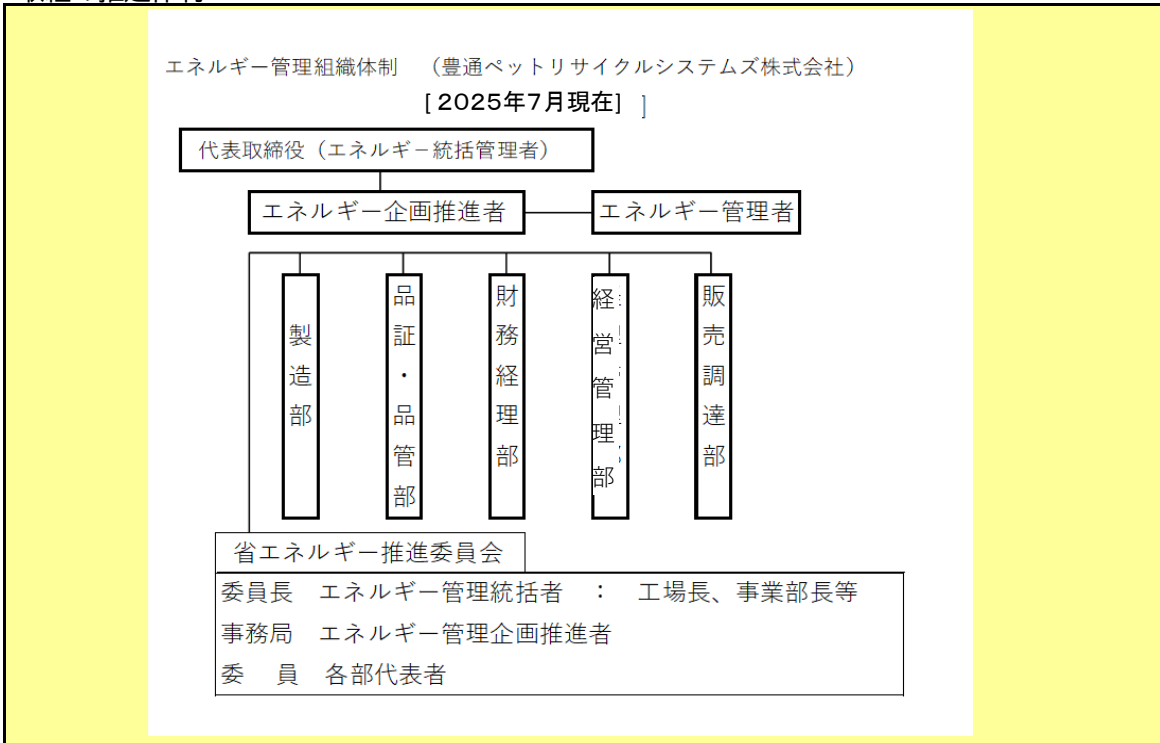 エネルギー管理組織体制 （豊通ペットリサイクルシステムズ株式会社）
[ 2025年7月現在] ]
代表取締役（エネルギ－統括管理者）
エネルギー企画推進者
エネルギー管理者
製造部
品証・品管部
財務経理部
経営管理部
販売調達部
省エネルギー推進委員会
委員長 エネルギー管理統括者 ： 工場長、事業部長等
事務局 エネルギー管理企画推進者
委 員 各部代表者